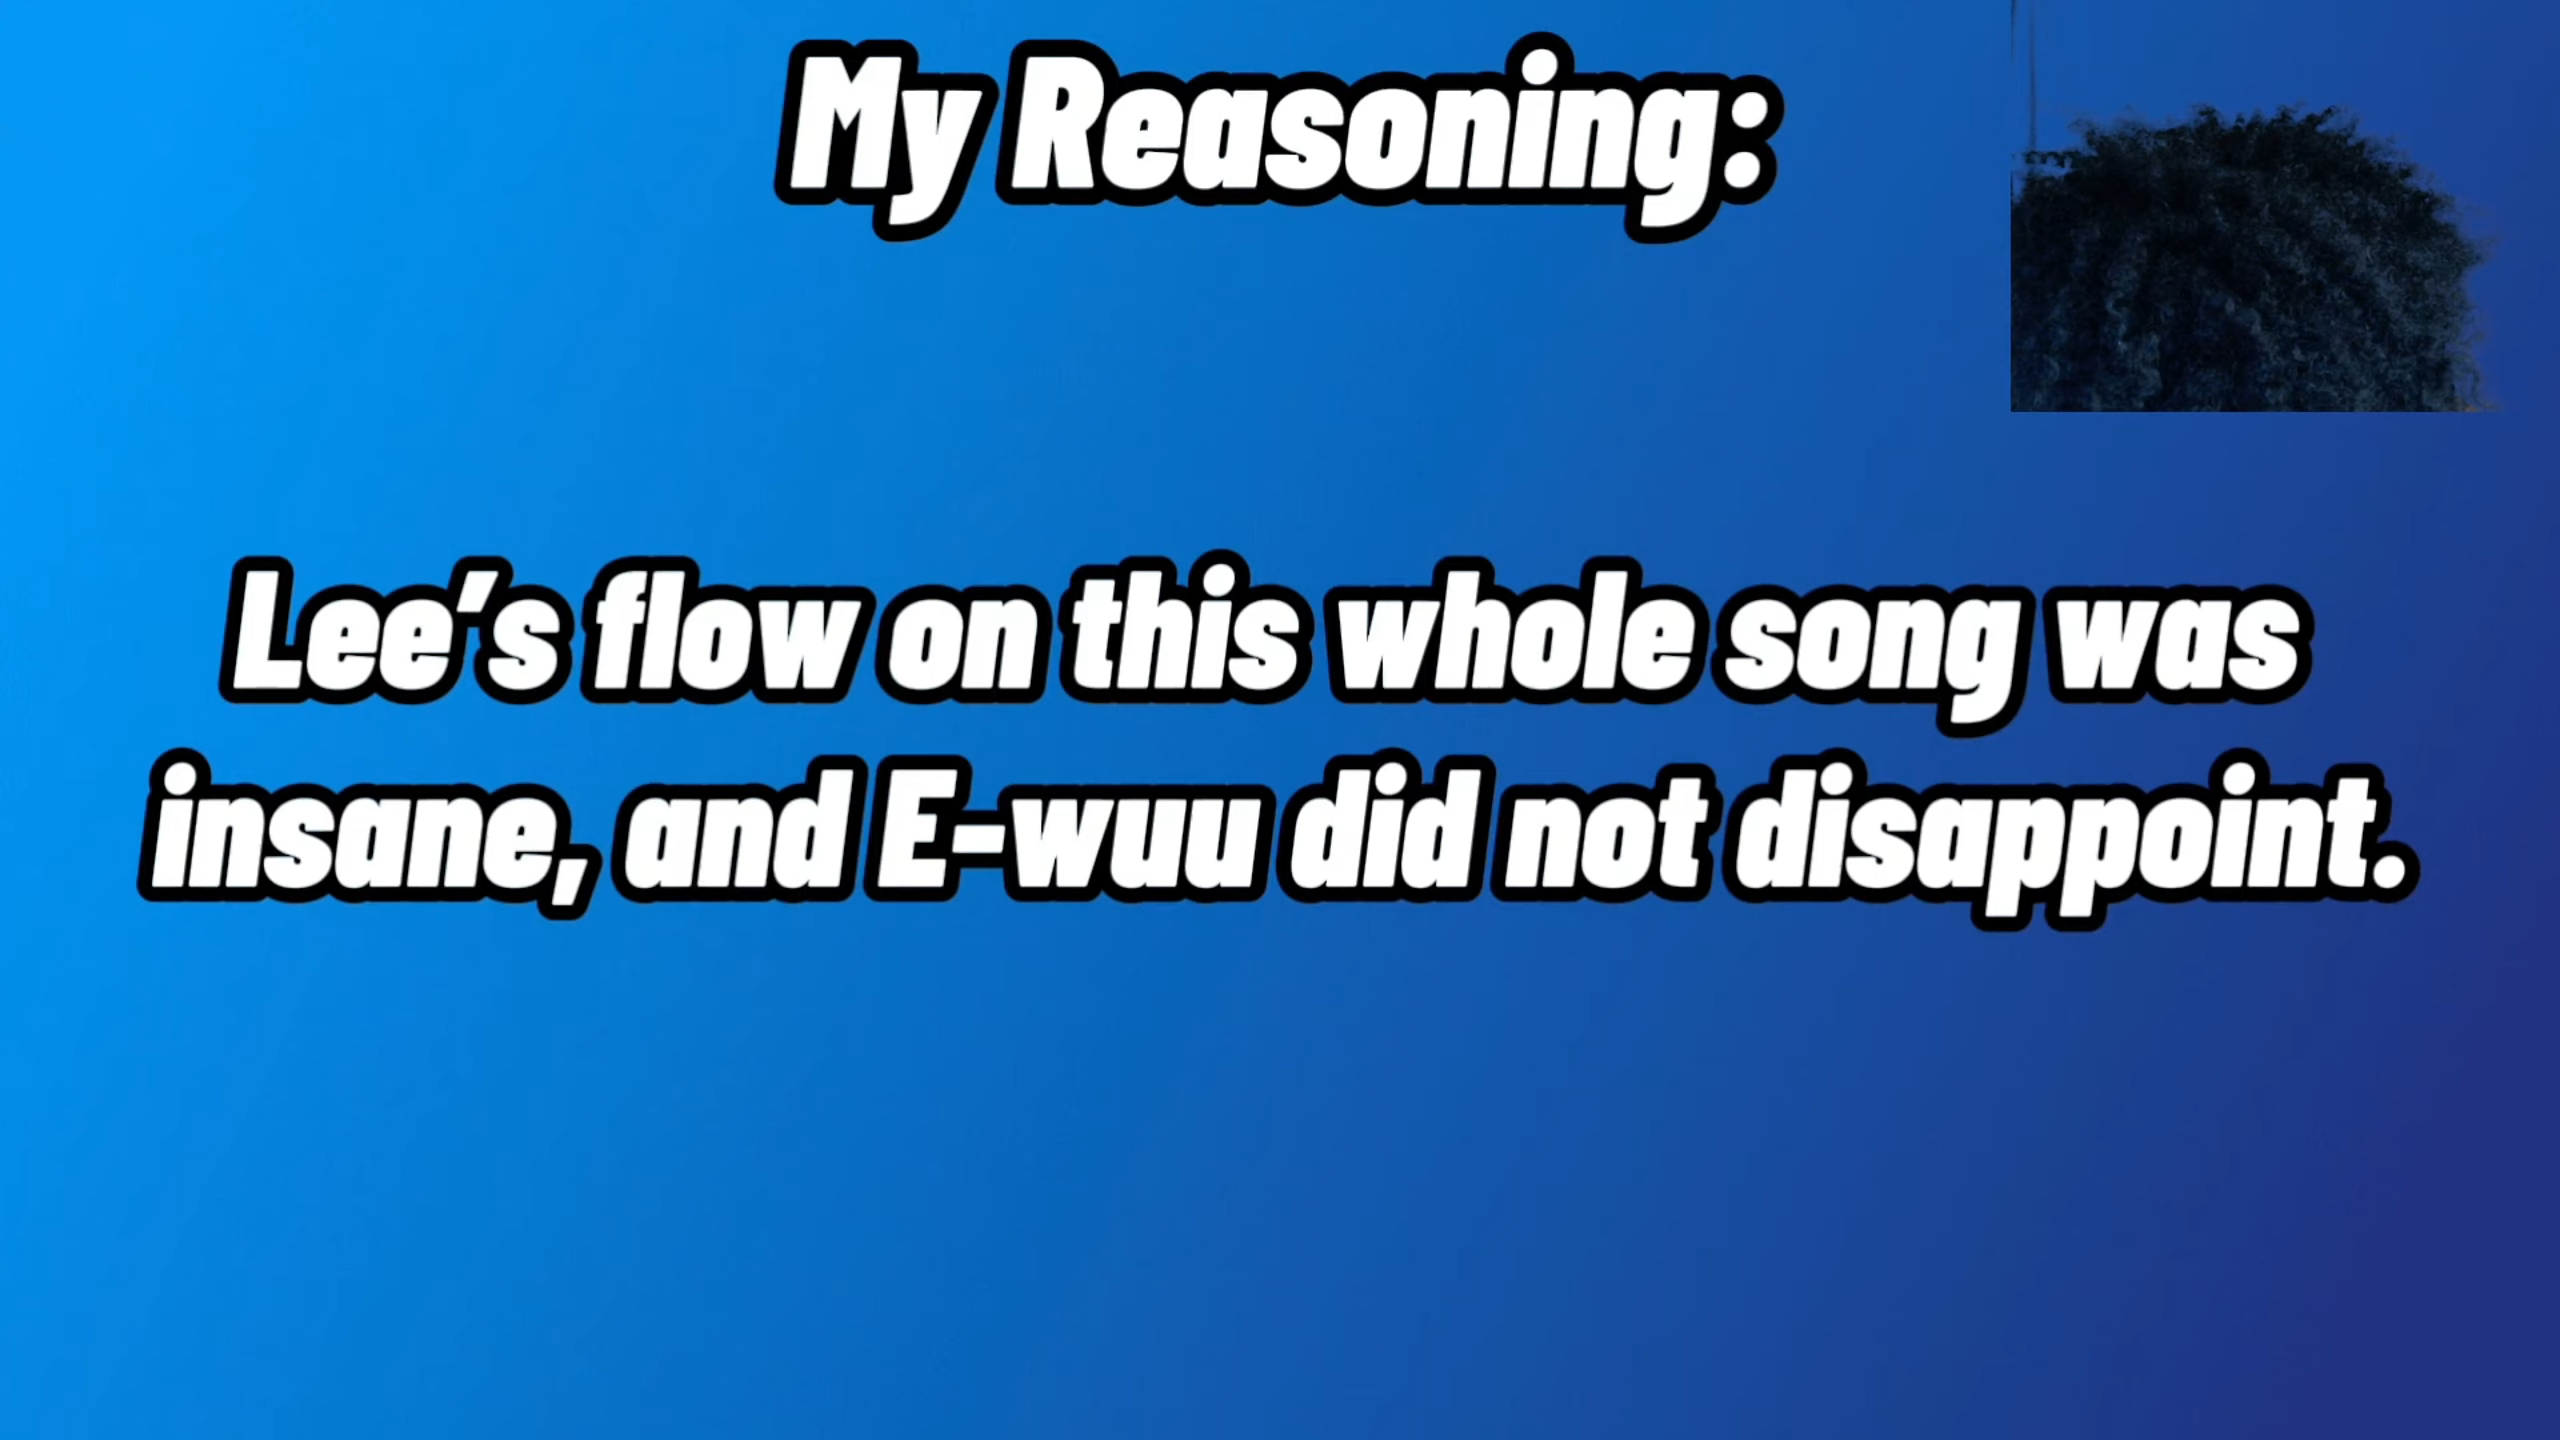 My Reasoning:
Lee’s flow on this whole song was
insane, and E-wuu did not disappoint.